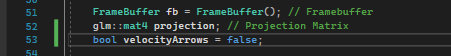 51 FrameBuffer fb = FrameBuffer(); // Framebuffer
52 glm::mat4 projection; // Projection Matrix
53 bool velocityArrows = false;